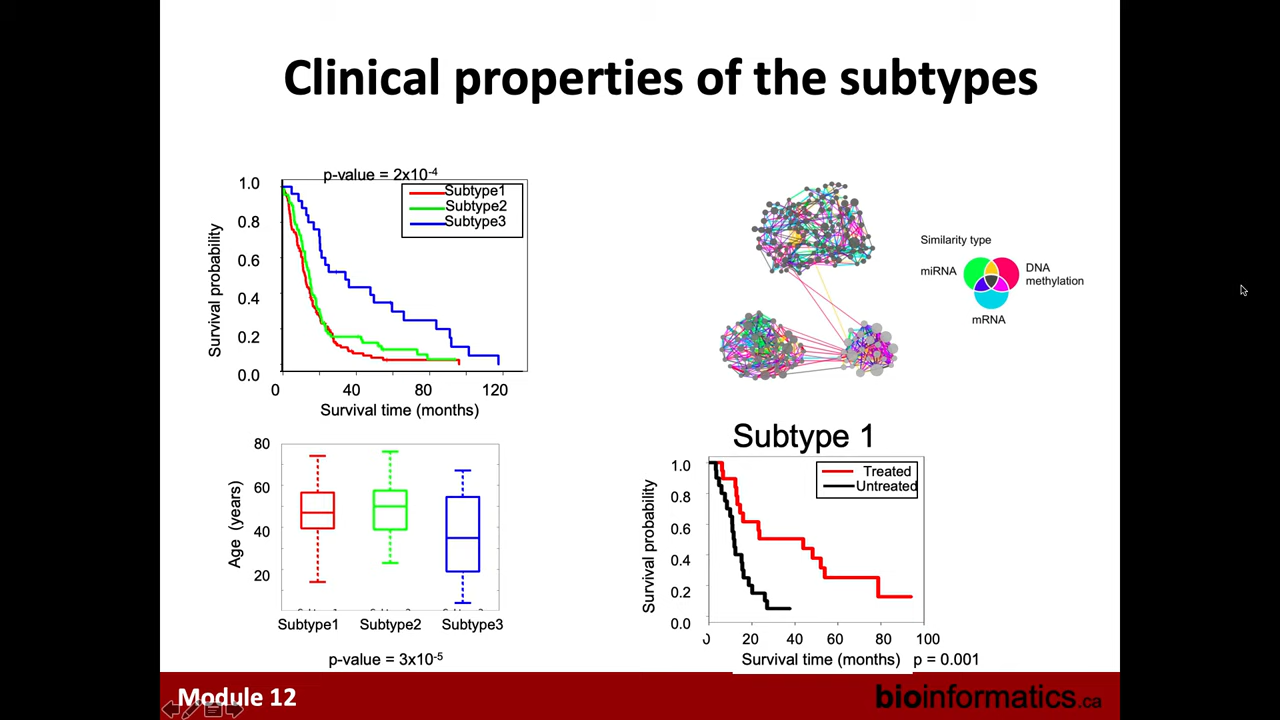 Clinical properties of the subtypes
p-value = 2x10-4
Subtype1
Subtype2
Subtype3
1.0
0.8
0.6
0.4
0.2
0.0
Survival probability
0 40 80 120
Survival time (months)
Similarity type
miRNA
DNA
methylation
mRNA
80
60
40
20
Age (years)
Subtype1 Subtype2 Subtype3
p-value = 3x10-5
Subtype 1
Treated
Untreated
1.0
0.8
0.6
0.4
0.2
0.0
Survival probability
20 40 60 80 100
Survival time (months) p = 0.001
Module 12
bioinformatics.ca